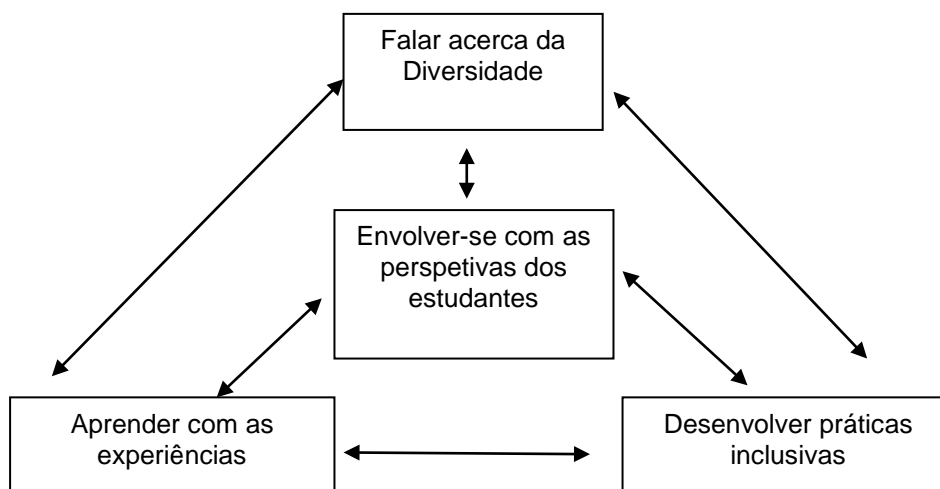 Falar acerca da
Diversidade
Envolver-se com as
perspetivas dos
estudantes
Aprender com as
experiências
Desenvolver práticas
inclusivas